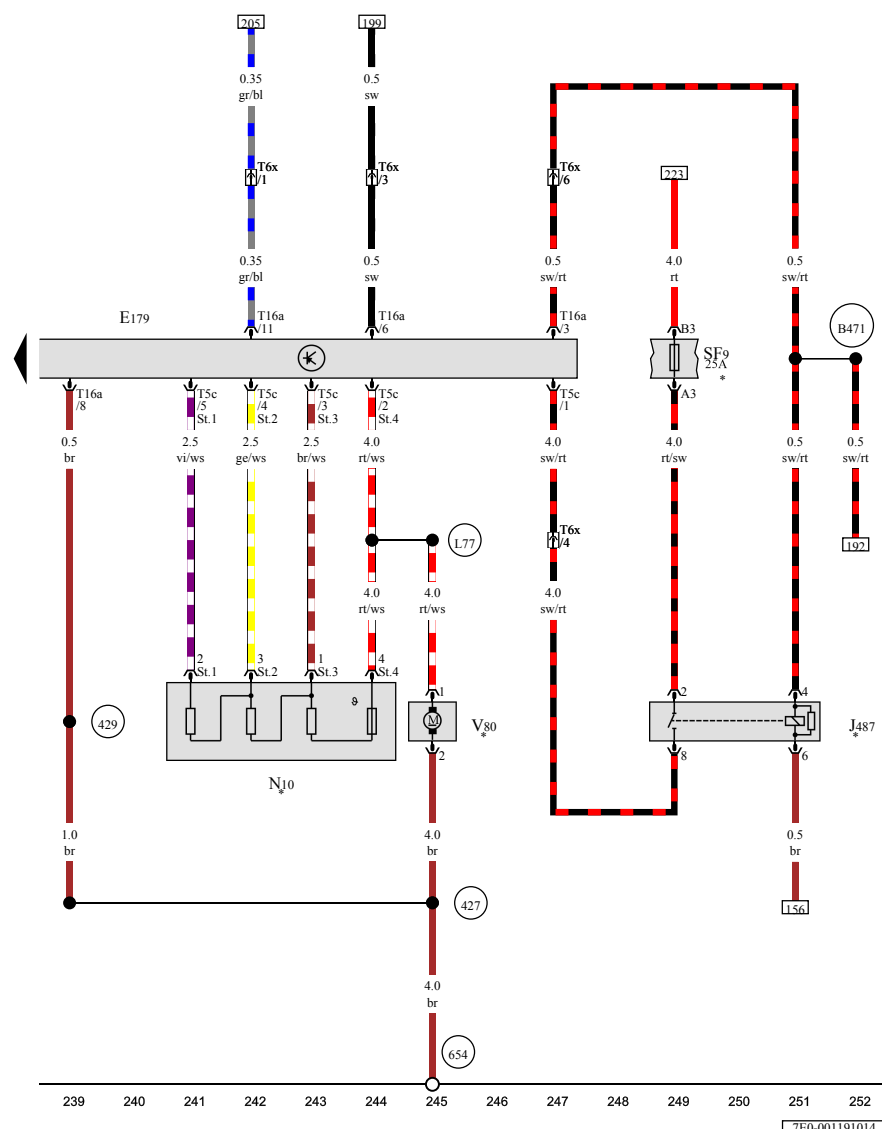 205
199
0.35
gr/bl
0.5
sw
T6x
/1
T6x
/3
T6x
/6
223
0.35
gr/bl
0.5
sw
0.5
sw/rt
4.0
rt
0.5
sw/rt
E179
T16a
/11
T16a
/6
T16a
/3
B3
B471
SF9
25A
*
T16a
/8
T5c
/5
St.1
T5c
/4
St.2
T5c
/3
St.3
T5c
/2
St.4
T5c
/1
A3
0.5
br
2.5
vi/ws
2.5
ge/ws
2.5
br/ws
4.0
rt/ws
4.0
sw/rt
4.0
rt/sw
0.5
sw/rt
0.5
sw/rt
L77
T6x
/4
192
4.0
rt/ws
4.0
rt/ws
4.0
sw/rt
2
St.1
3
St.2
1
St.3
4
St.4
1
2
4
429
ϑ
M
V80
*
J487
*
2
8
6
N10
*
1.0
br
4.0
br
0.5
br
427
156
4.0
br
654
239 240 241 242 243 244 245 246 247 248 249 250 251 252
7E0-001191014